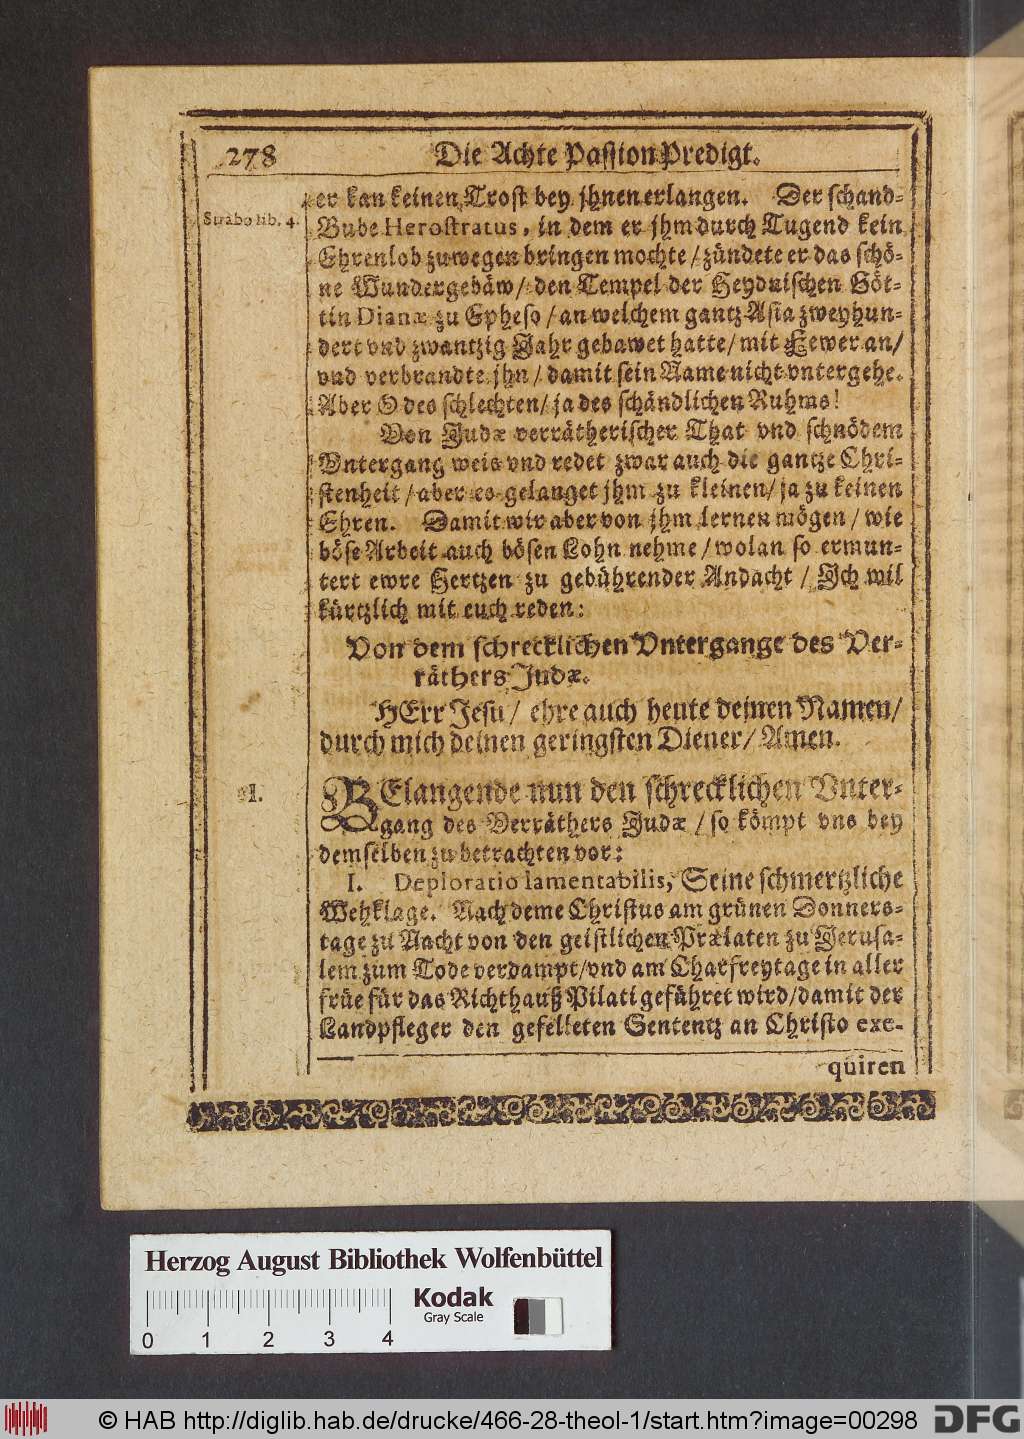 278
Die Achte Passion Predigt.
er kan keinen Trost bey jhnen erlangen. Der schand-
Strabo lib. 4.
Bube Herostratus, in dem er jhm durch Tugend kein
Ehrenlob zuwegen bringen mochte / zündete er das schö-
ne Wundergebäw / den Tempel der Heydnischen Göt-
tin Dianæ zu Epheso / an welchem gantz Asia zweyhun-
dert vnd zwantzig Jahr gebawet hatte / mit Fewer an /
vnd verbrandte jhn / damit sein Name nicht vntergehe.
Aber O des schlechten / ja des schändlichen Ruhms!
Von Judæ verrätherischer That vnd schnödem
Vntergang weis vnd redet zwar auch die gantze Chri-
stenheit / aber es gelanget jhm zu kleinen / ja zu keinen
Ehren. Damit wir aber von jhm lernen mögen / wie
böse Arbeit auch bösen Lohn nehme / wolan so ermun-
tert ewre Hertzen zu gebührender Andacht / Ich wil
kürtzlich mit euch reden:
Von dem schrecklichen Vntergange des Ver-
räthers Judæ.
HErr Jesu / ehre auch heute deinen Namen /
durch mich deinen geringsten Diener / Amen.
I.
BElangende nun den schrecklichen Vnter-
gang des Verräthers Judæ / so kömpt vns bey
demselben zu betrachten vor:
I. Deploratio lamentabilis, Seine schmertzliche
Wehklage. Nach deme Christus am grünen Donners-
tage zu Nacht von den geistlichen Prælaten zu Jerusa-
lem zum Tode verdampt / vnd am Charfreytage in aller
früe für das Richthauß Pilati geführet wird / damit der
Landpfleger den gefelleten Sententz an Christo exe-
quiren
Herzog August Bibliothek Wolfenbüttel
Kodak
Gray Scale
0 1 2 3 4
© HAB http://diglib.hab.de/drucke/466-28-theol-1/start.htm?image=00298
DFG